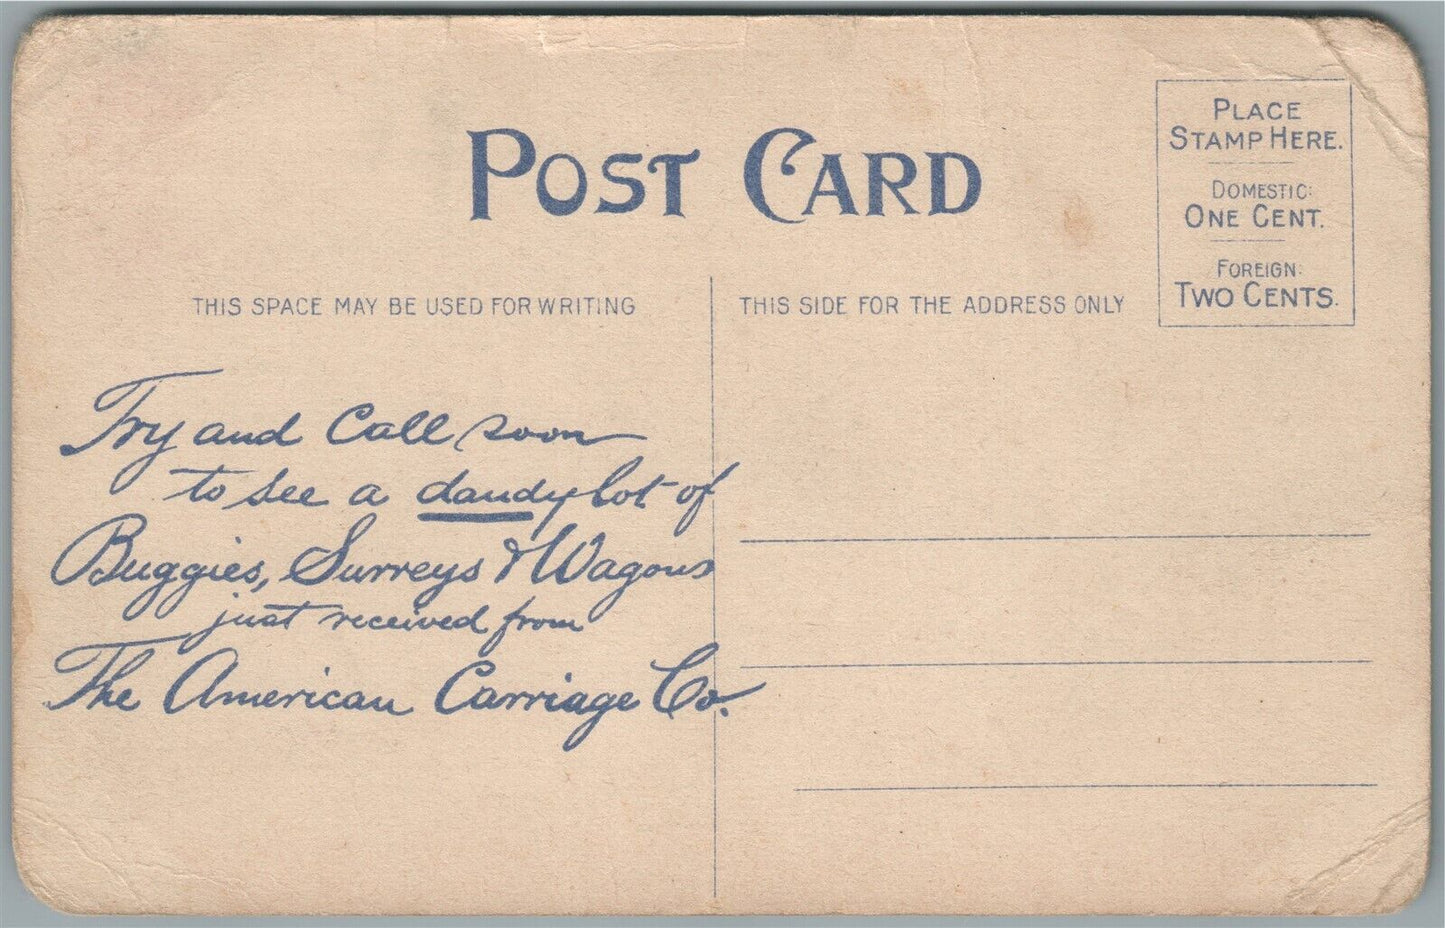 POST CARD
PLACE
STAMP HERE.
DOMESTIC:
ONE CENT.
FOREIGN:
TWO CENTS.
THIS SPACE MAY BE USED FOR WRITING
THIS SIDE FOR THE ADDRESS ONLY
Try and Call soon
to see a dandy lot of
Buggies, Surreys & Wagons
just received from
The American Carriage Co.